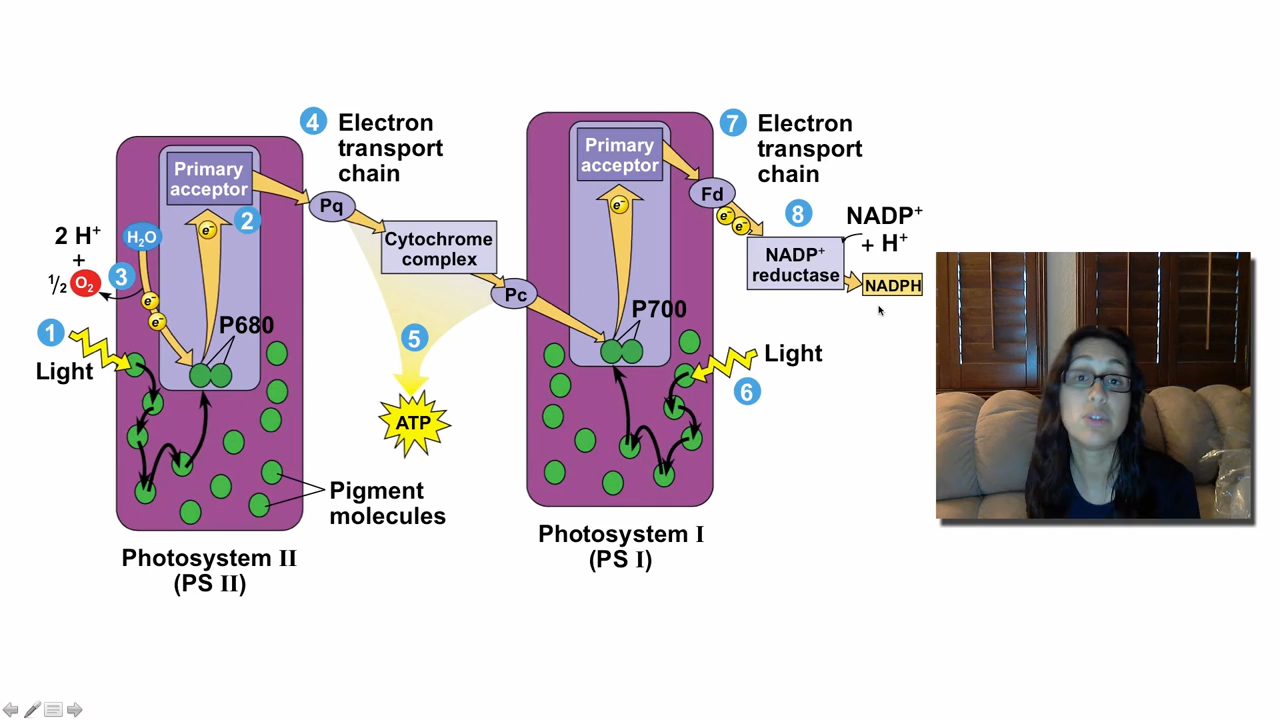 4
Electron
transport
chain
7
Electron
transport
chain
Primary
acceptor
2
Primary
acceptor
e⁻
e⁻
Pq
Fd
e⁻
e⁻
8
NADP⁺
+ H⁺
2 H⁺
+
½ O₂
3
H₂O
e⁻
e⁻
Cytochrome
complex
NADP⁺
reductase
NADPH
Pc
1
Light
P680
5
P700
Light
6
ATP
Pigment
molecules
Photosystem II
(PS II)
Photosystem I
(PS I)